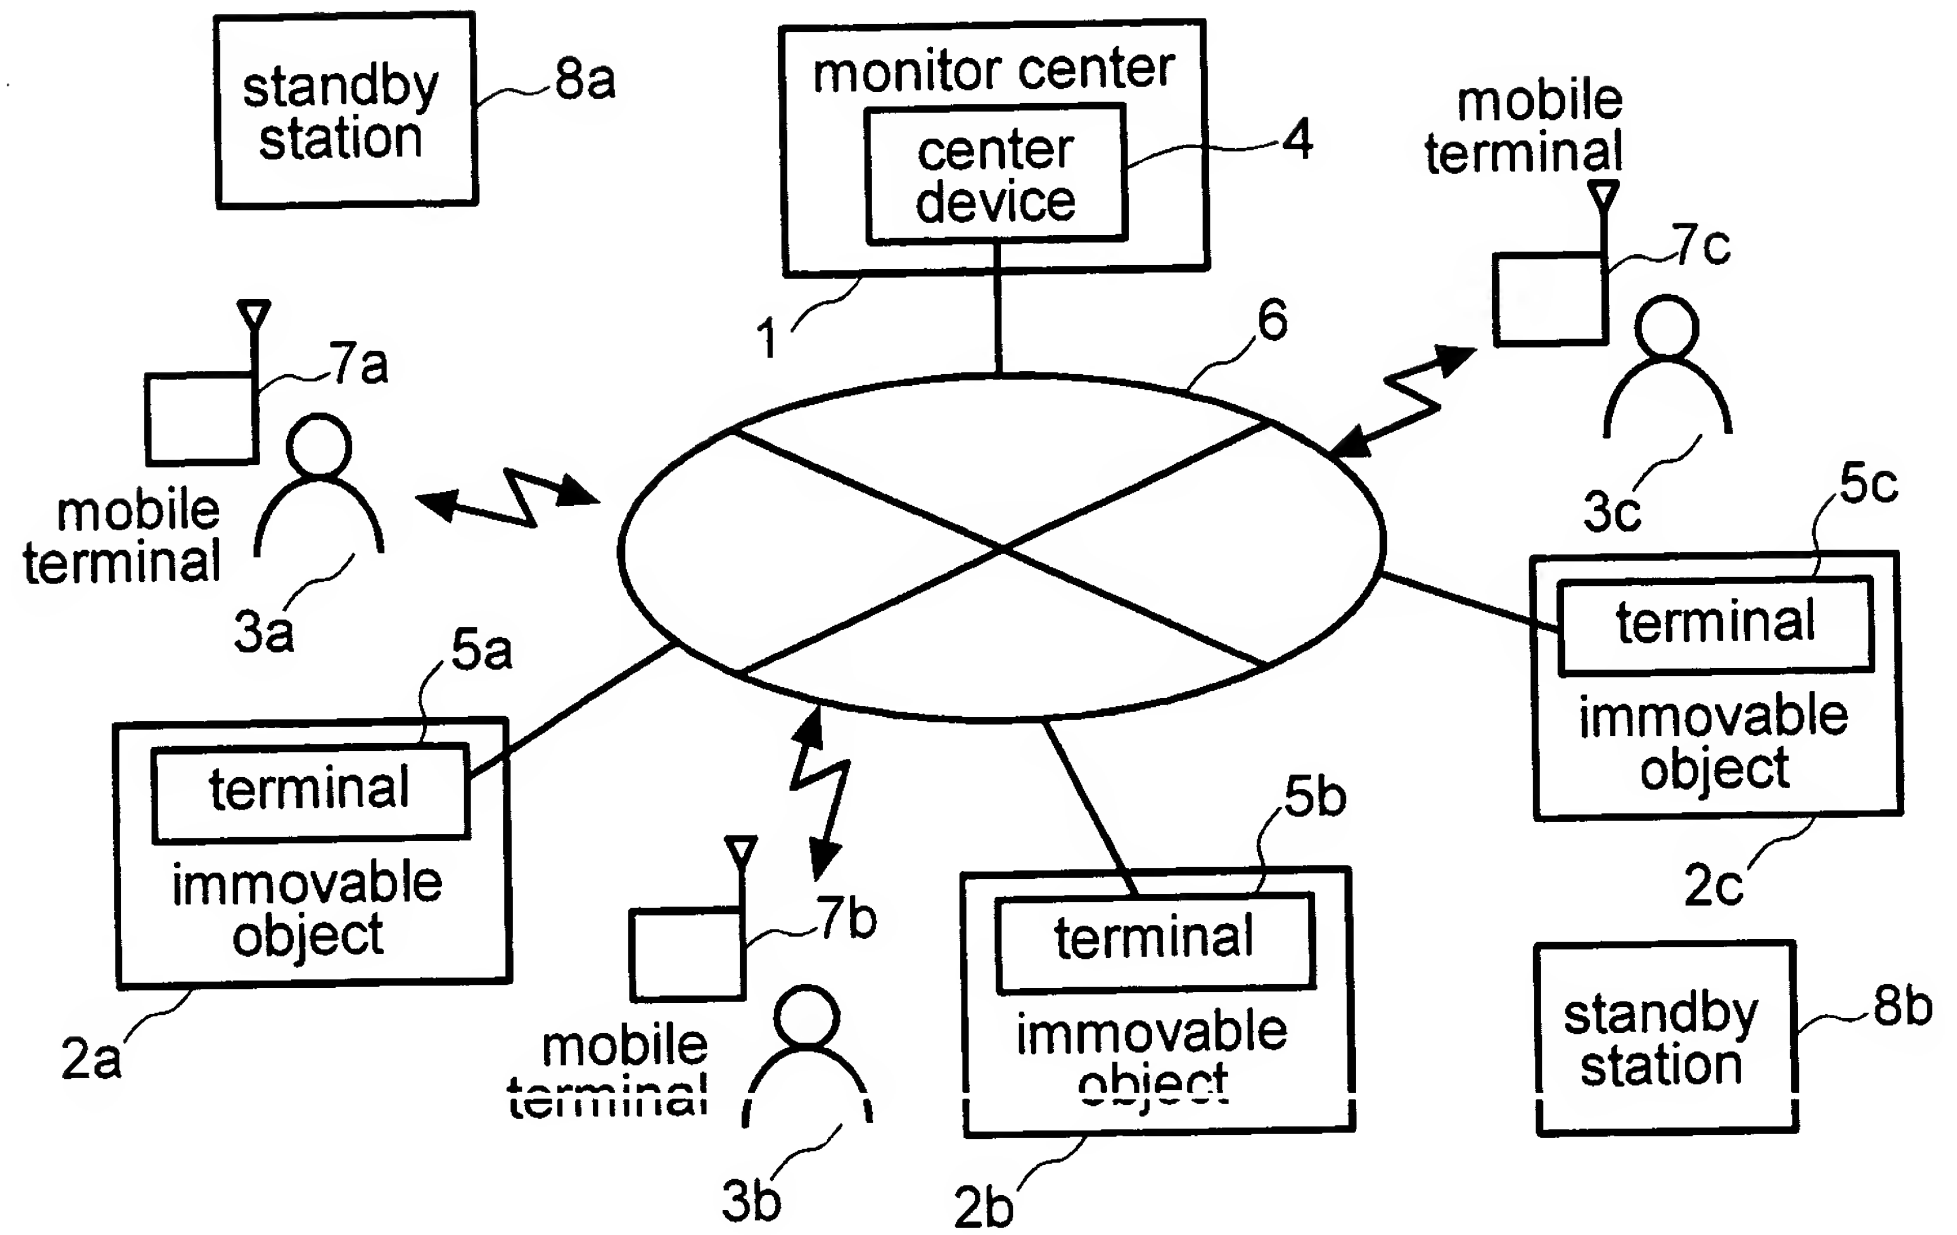 standby
station
8a
monitor center
center
device
4
1
mobile
terminal
7c
3c
6
7a
mobile
terminal
3a
5a
terminal
immovable
object
2a
5c
terminal
immovable
object
2c
7b
mobile
terminal
3b
5b
terminal
immovable
object
2b
standby
station
8b